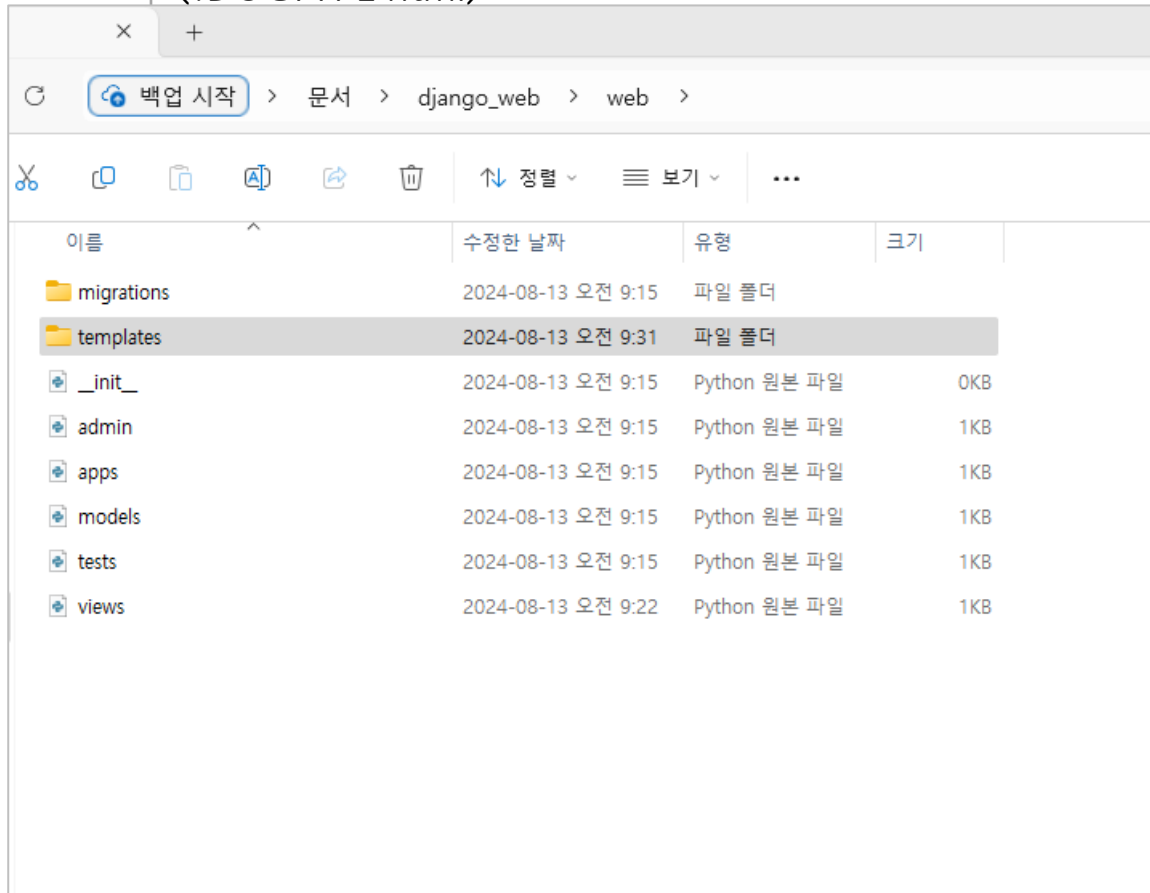 백업 시작 > 문서 > django_web > web >
정렬 보기 ...
이름 수정한 날짜 유형 크기
migrations 2024-08-13 오전 9:15 파일 폴더
templates 2024-08-13 오전 9:31 파일 폴더
__init__ 2024-08-13 오전 9:15 Python 원본 파일 0KB
admin 2024-08-13 오전 9:15 Python 원본 파일 1KB
apps 2024-08-13 오전 9:15 Python 원본 파일 1KB
models 2024-08-13 오전 9:15 Python 원본 파일 1KB
tests 2024-08-13 오전 9:15 Python 원본 파일 1KB
views 2024-08-13 오전 9:22 Python 원본 파일 1KB